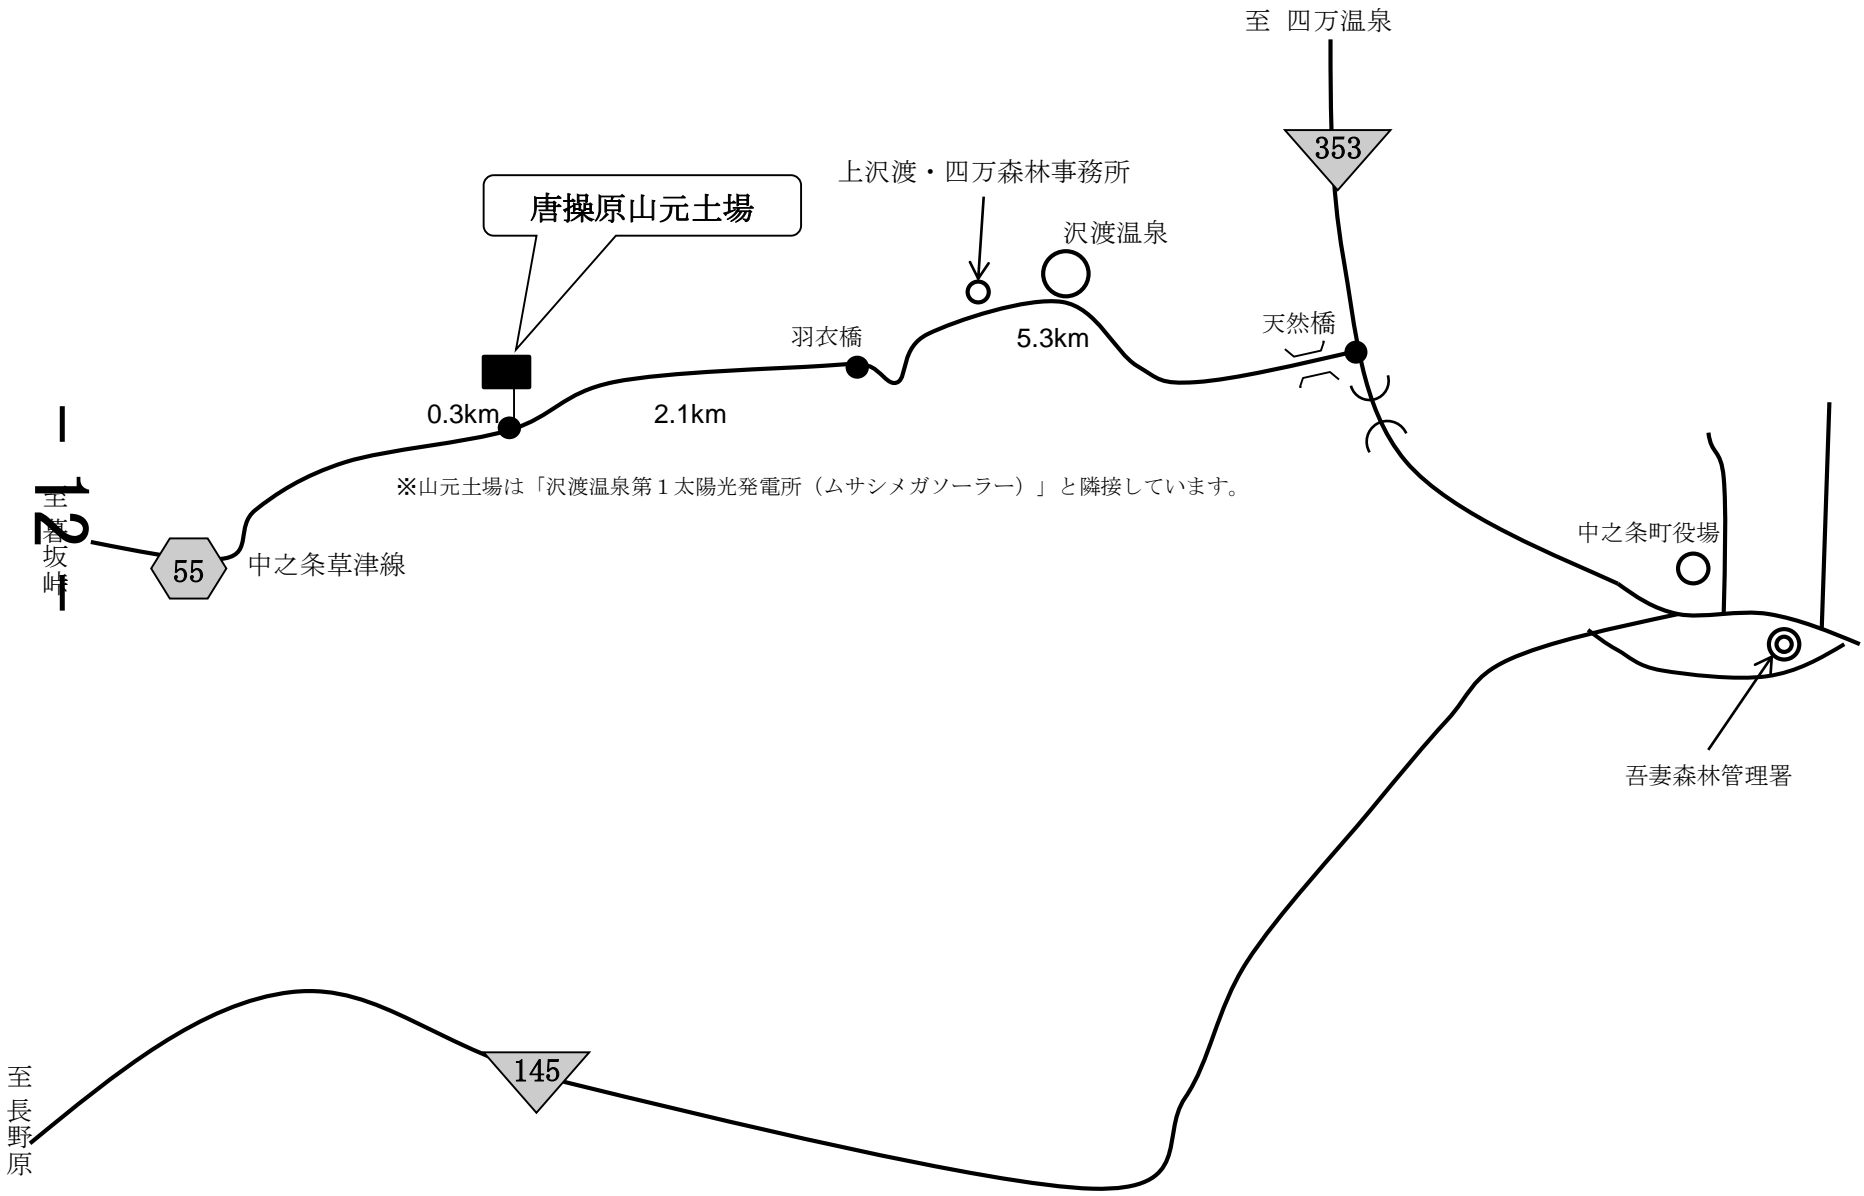 至 四万温泉
353
上沢渡・四万森林事務所
唐操原山元土場
沢渡温泉
天然橋
羽衣橋
5.3km
0.3km
2.1km
※山元土場は「沢渡温泉第１太陽光発電所（ムサシメガソーラー）」と隣接しています。
- 12 -
至 暮坂峠
55
中之条草津線
中之条町役場
吾妻森林管理署
145
至 長野原